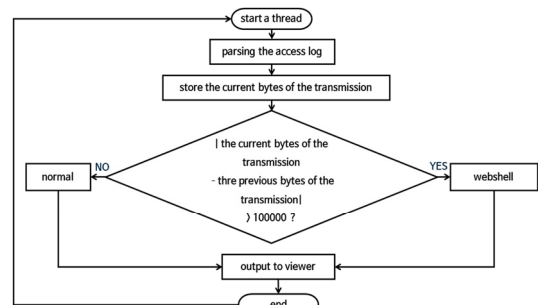 start a thread
parsing the access log
store the current bytes of the transmission
| the current bytes of the
transmission
- thre previous bytes of the
transmission|
⟩ 100000 ?
NO
YES
normal
webshell
output to viewer
end